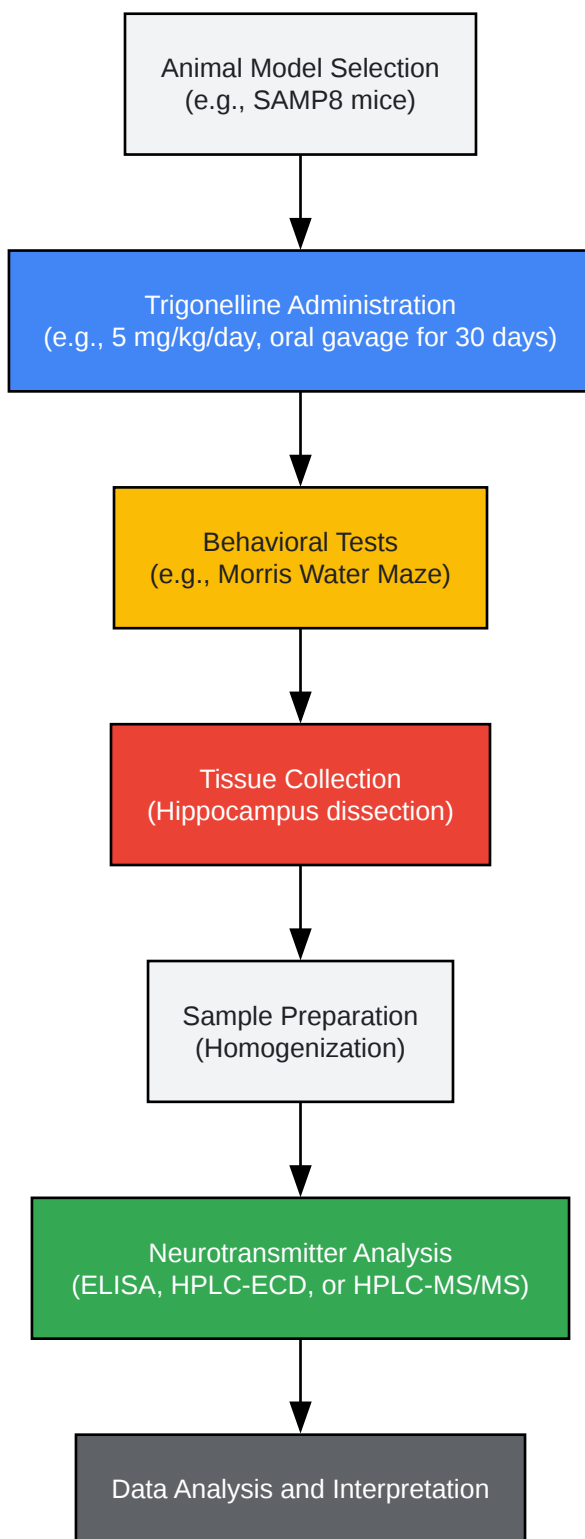 Animal Model Selection
(e.g., SAMP8 mice)
Trigonelline Administration
(e.g., 5 mg/kg/day, oral gavage for 30 days)
Behavioral Tests
(e.g., Morris Water Maze)
Tissue Collection
(Hippocampus dissection)
Sample Preparation
(Homogenization)
Neurotransmitter Analysis
(ELISA, HPLC-ECD, or HPLC-MS/MS)
Data Analysis and Interpretation